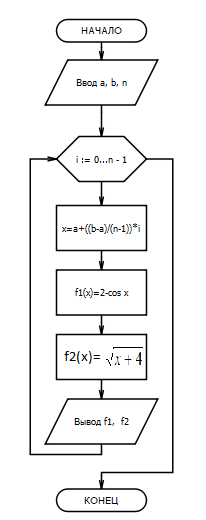 НАЧАЛО
Ввод a, b, n
i := 0...n - 1
x=a+((b-a)/(n-1))*i
f1(x)=2-cos x
f2(x)= √x + 4
Вывод f1, f2
КОНЕЦ